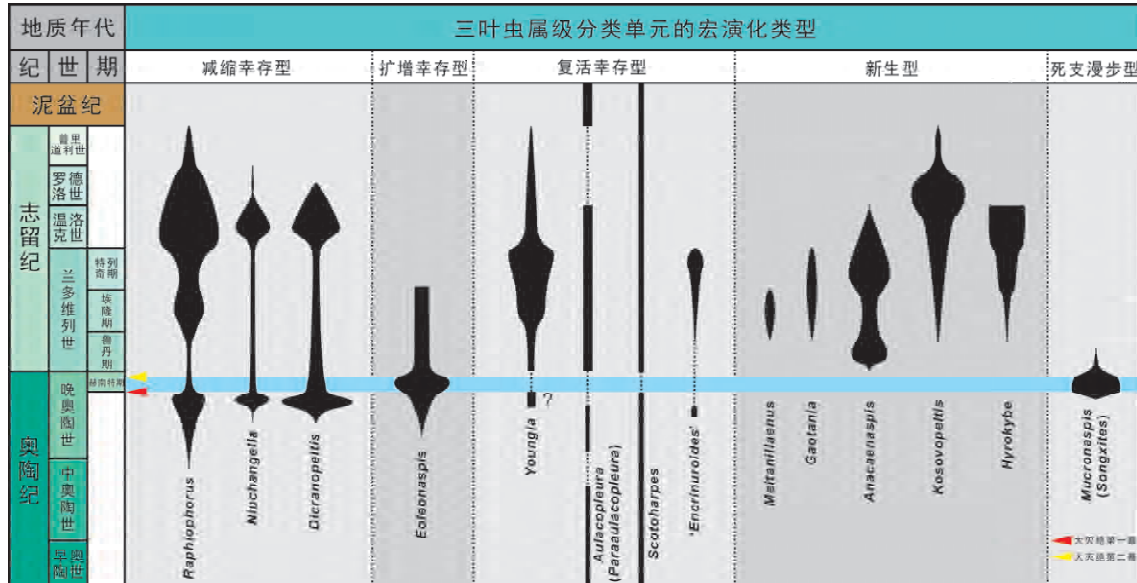 地质年代
三叶虫属级分类单元的宏演化类型
纪 世 期
减缩幸存型
扩增幸存型
复活幸存型
新生型
死支漫步型
泥盆纪
志留纪
普里道利世
罗德洛世
温洛克世
兰多维列世
特列奇期
埃隆期
鲁丹期
奥陶纪
晚奥陶世
赫南特期
中奥陶世
早奥陶世
Raphiophorus
Niuchangella
Dicranopeltis
Eoleonaspis
Youngia
?
Aulacopleura
(Paraaulacopleura)
Scotoharpes
'Encrinuroides'
Meitanillaenus
Gaotania
Anacaenaspis
Kosovopeltis
Hyrokybe
Mucronaspis
(Songxites)
大灭绝第一幕
大灭绝第二幕